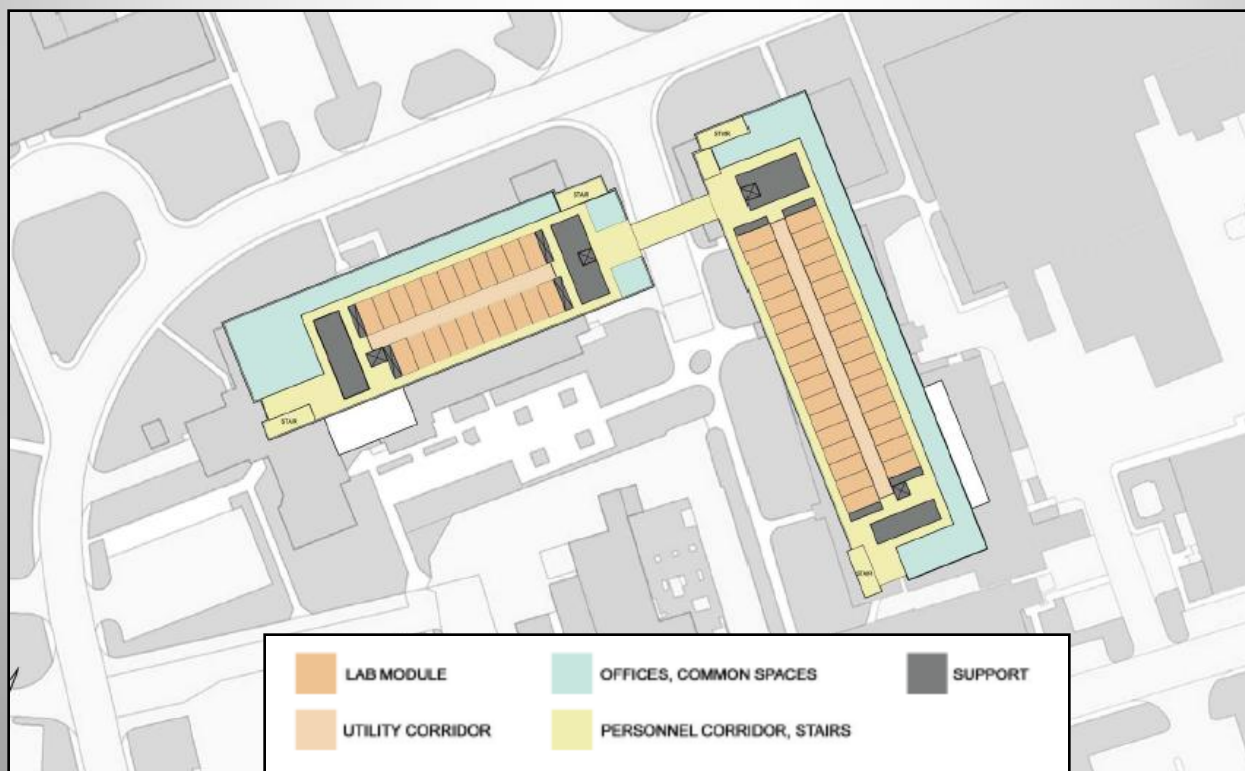 STAIR
STAIR
STAIR
STAIR
LAB MODULE
OFFICES, COMMON SPACES
SUPPORT
UTILITY CORRIDOR
PERSONNEL CORRIDOR, STAIRS